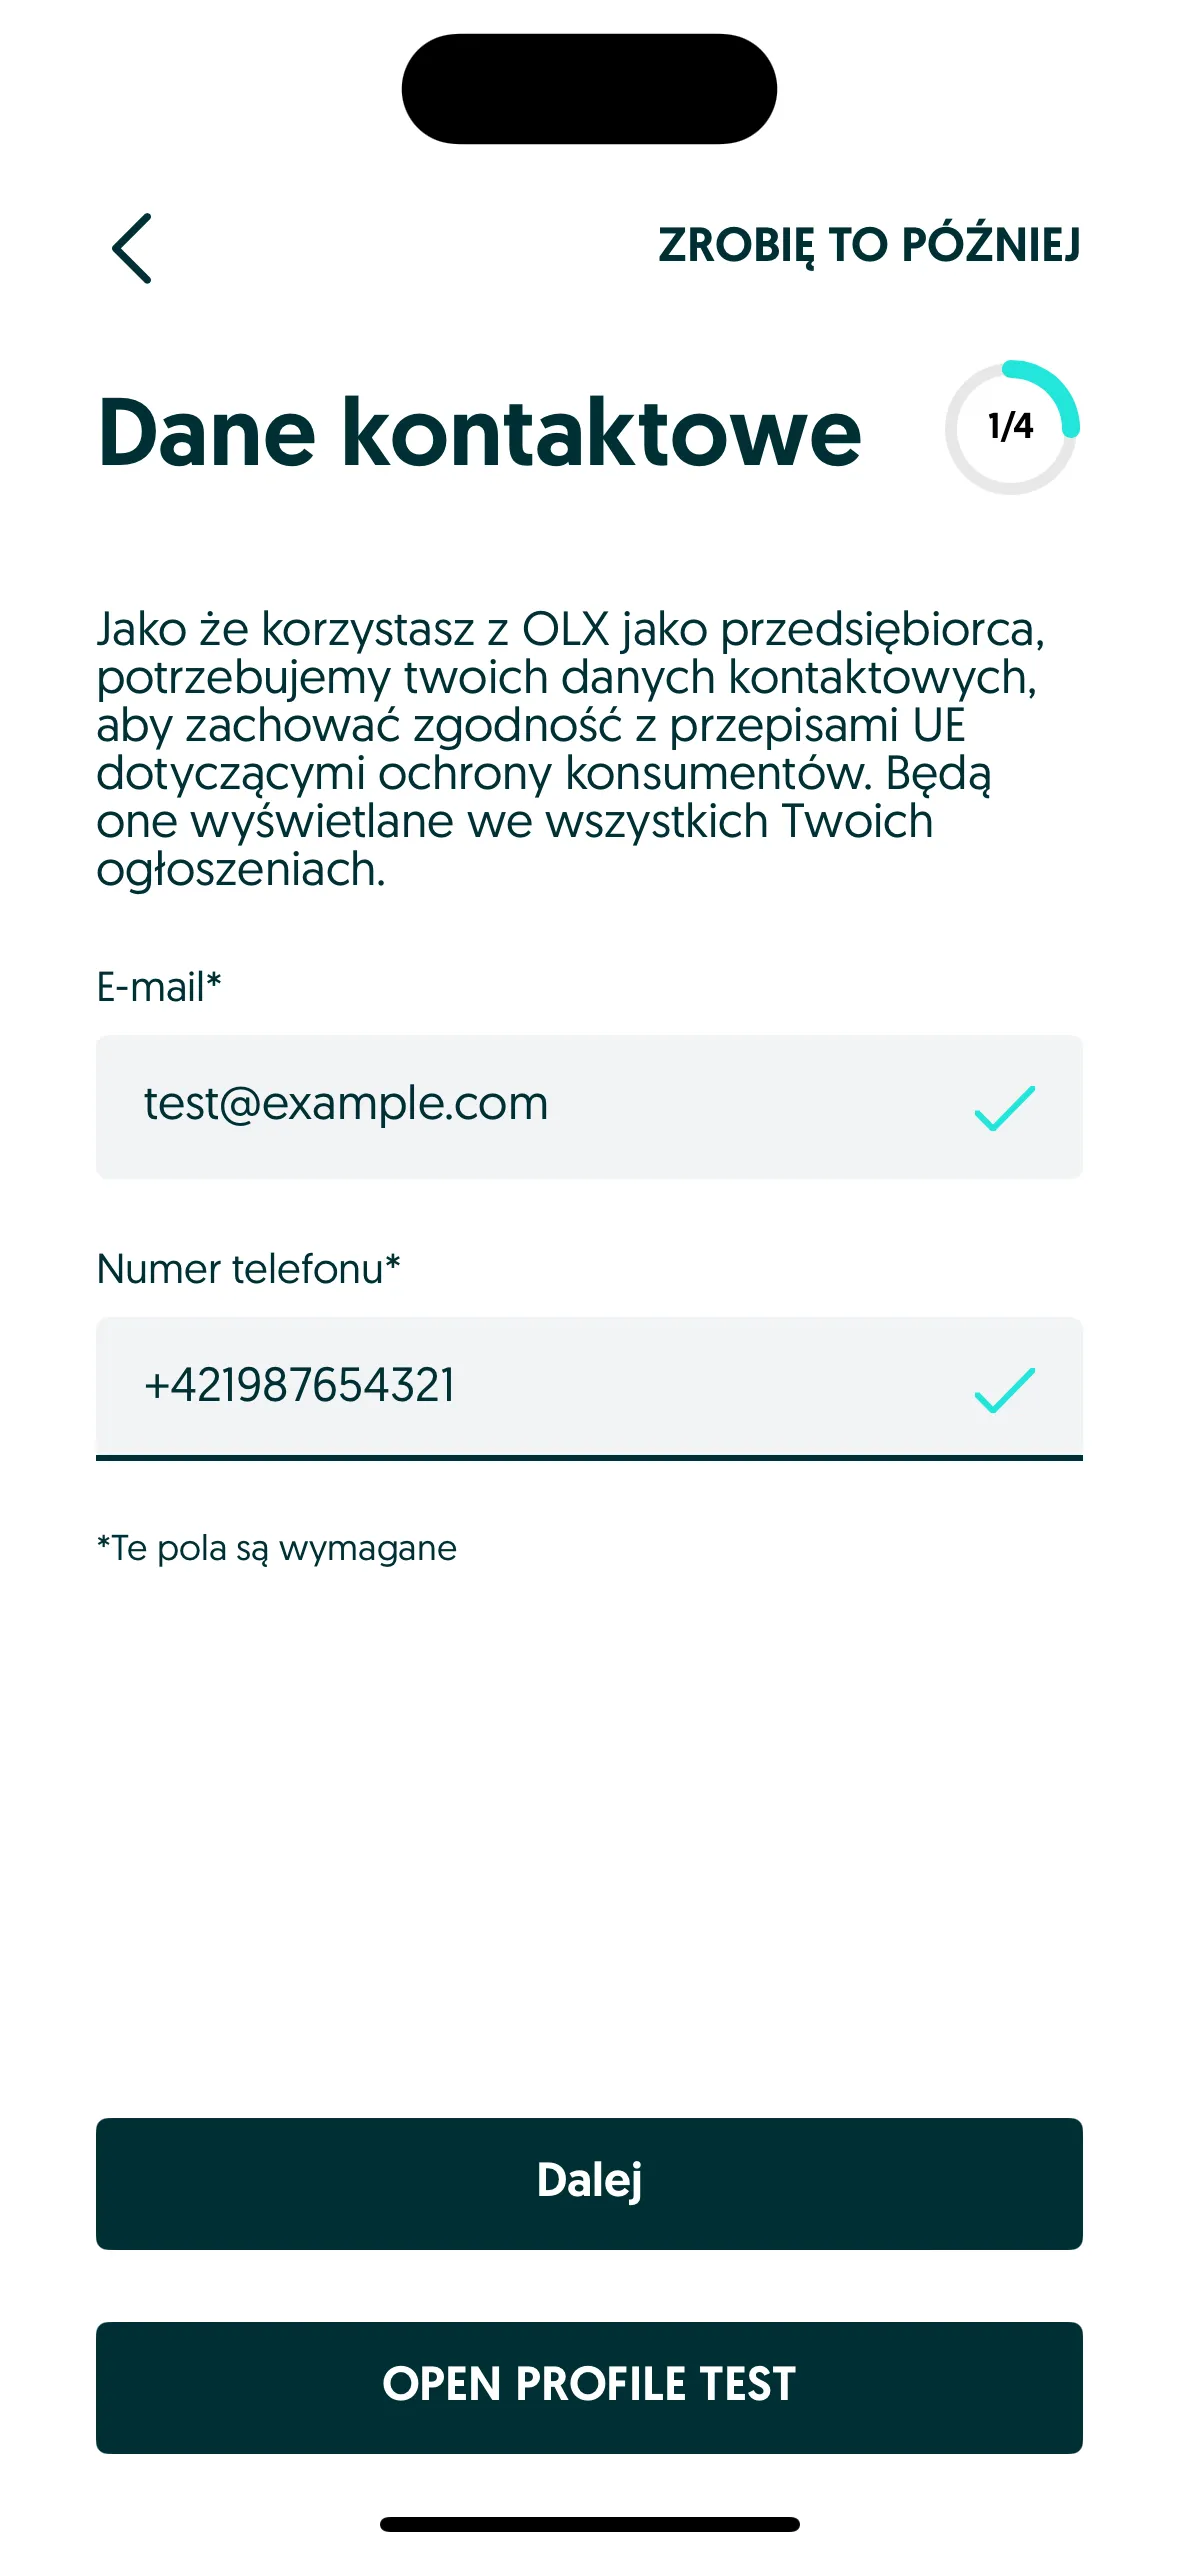 ZROBIĘ TO PÓŹNIEJ
Dane kontaktowe
1/4
Jako że korzystasz z OLX jako przedsiębiorca,
potrzebujemy twoich danych kontaktowych,
aby zachować zgodność z przepisami UE
dotyczącymi ochrony konsumentów. Będą
one wyświetlane we wszystkich Twoich
ogłoszeniach.
E-mail*
test@example.com
Numer telefonu*
+421987654321
*Te pola są wymagane
Dalej
OPEN PROFILE TEST